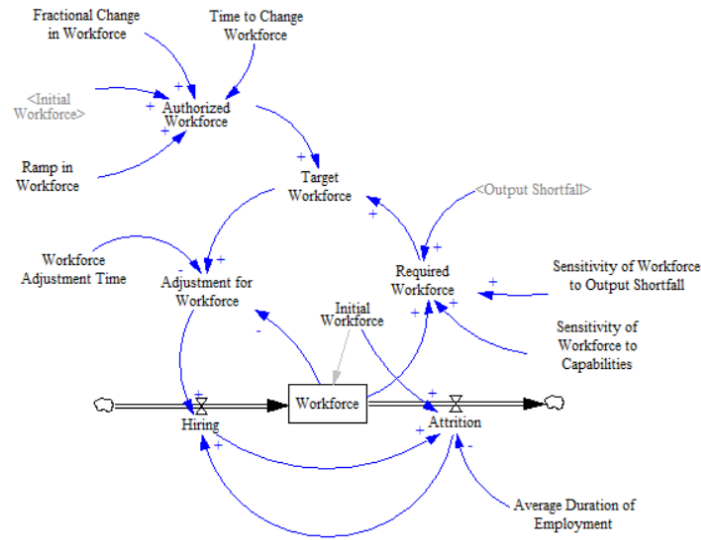 Fractional Change
in Workforce
Time to Change
Workforce
<Initial
Workforce>
+
+
+
Authorized
Workforce
Ramp in
Workforce
+
Target
Workforce
+
<Output Shortfall>
Workforce
Adjustment Time
-
+
Adjustment for
Workforce
+
Required
Workforce
+
+
+
Sensitivity of Workforce
to Output Shortfall
Initial
Workforce
-
Sensitivity of
Workforce to
Capabilities
+
Workforce
+
Hiring
+
+
Attrition
-
Average Duration of
Employment